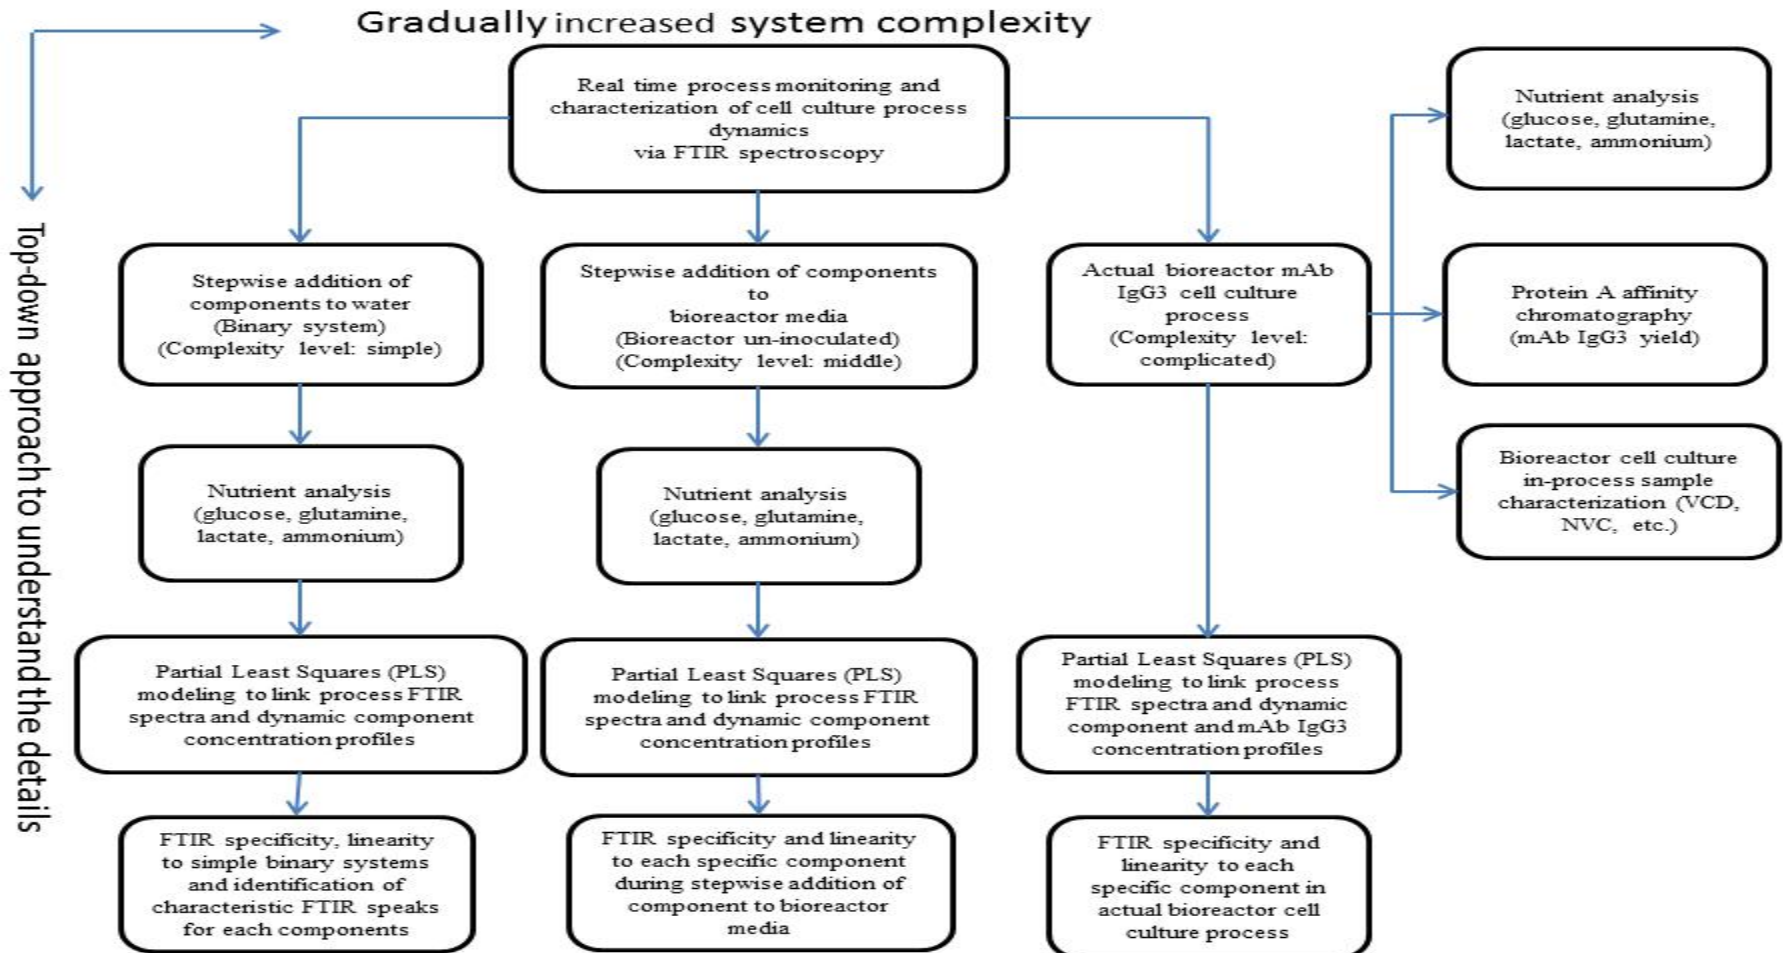 Gradually increased system complexity
Top-down approach to understand the details
Real time process monitoring and
characterization of cell culture process
dynamics
via FTIR spectroscopy
Stepwise addition of
components to water
(Binary system)
(Complexity level: simple)
Nutrient analysis
(glucose, glutamine,
lactate, ammonium)
Partial Least Squares (PLS)
modeling to link process FTIR
spectra and dynamic component
concentration profiles
FTIR specificity, linearity
to simple binary systems
and identification of
characteristic FTIR speaks
for each components
Stepwise addition of components
to
bioreactor media
(Bioreactor un-inoculated)
(Complexity level: middle)
Nutrient analysis
(glucose, glutamine,
lactate, ammonium)
Partial Least Squares (PLS)
modeling to link process FTIR
spectra and dynamic component
concentration profiles
FTIR specificity and linearity
to each specific component
during stepwise addition of
component to bioreactor
media
Actual bioreactor mAb
IgG3 cell culture
process
(Complexity level:
complicated)
Partial Least Squares (PLS)
modeling to link process
FTIR spectra and dynamic
component and mAb IgG3
concentration profiles
FTIR specificity and
linearity to each
specific component in
actual bioreactor cell
culture process
Nutrient analysis
(glucose, glutamine,
lactate, ammonium)
Protein A affinity
chromatography
(mAb IgG3 yield)
Bioreactor cell culture
in-process sample
characterization (VCD,
NVC, etc.)